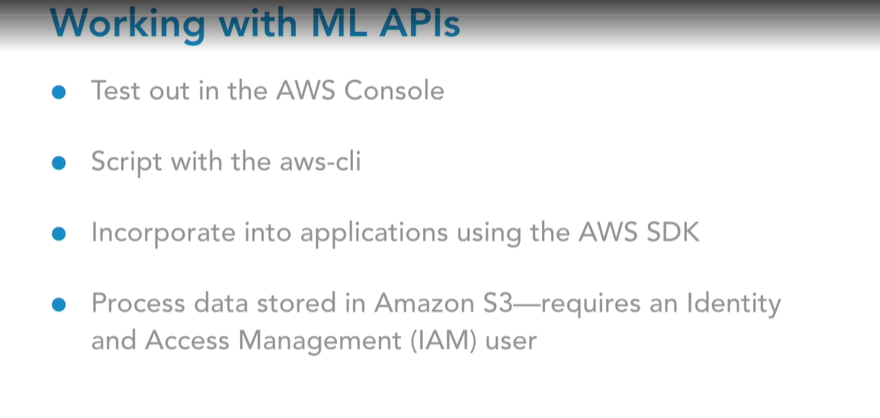 Working with ML APIs
● Test out in the AWS Console
● Script with the aws-cli
● Incorporate into applications using the AWS SDK
● Process data stored in Amazon S3—requires an Identity
and Access Management (IAM) user